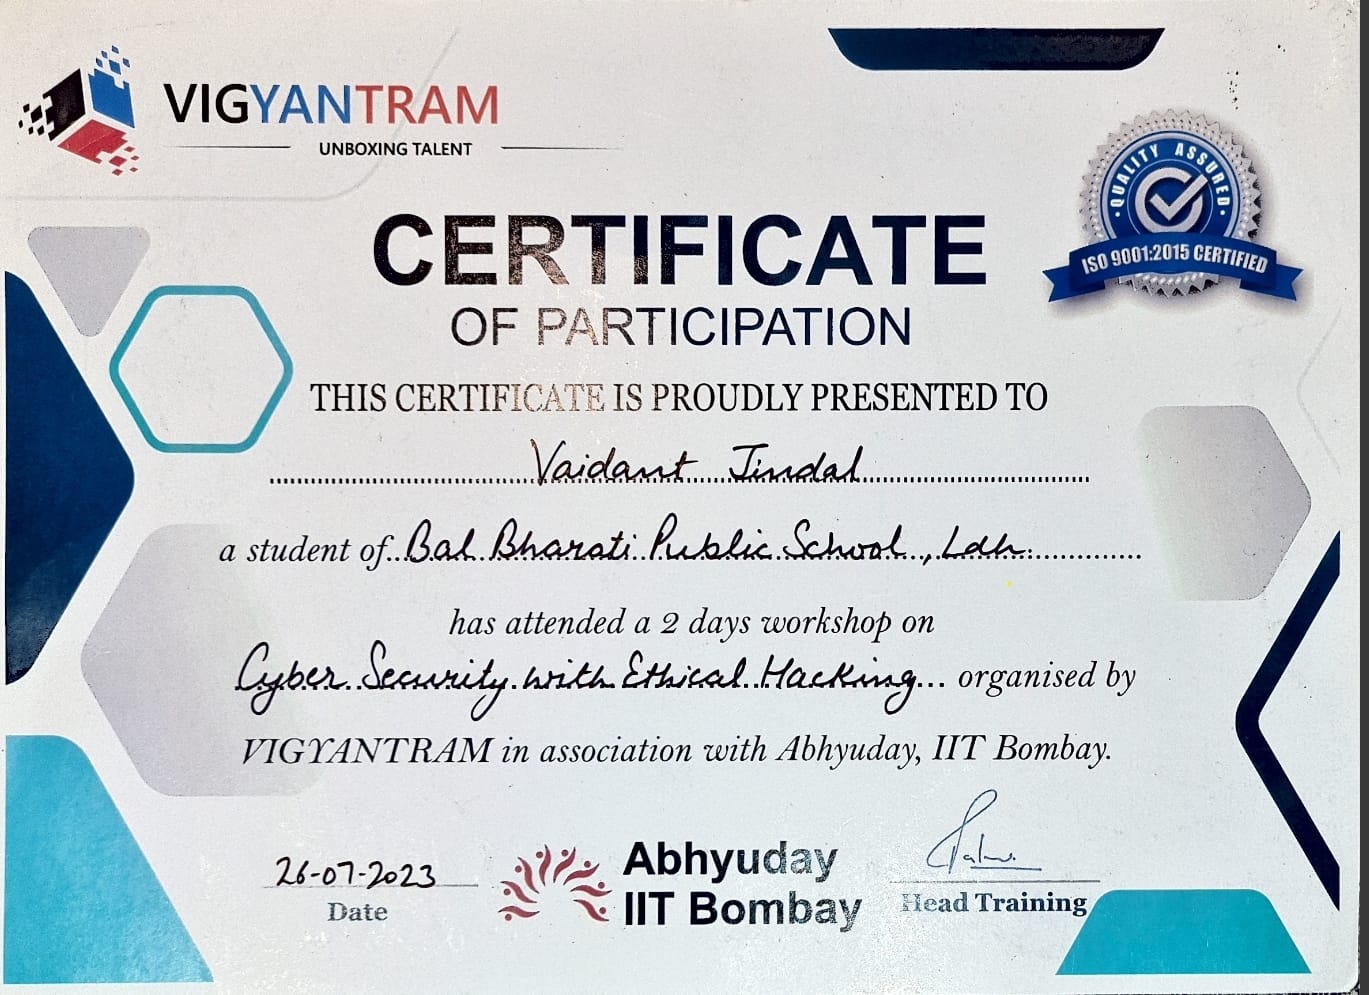 VIGYANTRAM
UNBOXING TALENT
QUALITY ASSURED
ISO 9001:2015 CERTIFIED
CERTIFICATE
OF PARTICIPATION
THIS CERTIFICATE IS PROUDLY PRESENTED TO
Vaidant Jindal
a student of Bal Bharati Public School, Ldh.
has attended a 2 days workshop on
Cyber Security with Ethical Hacking organised by
VIGYANTRAM in association with Abhyuday, IIT Bombay.
26-07-2023
Date
Abhyuday
IIT Bombay
Head Training